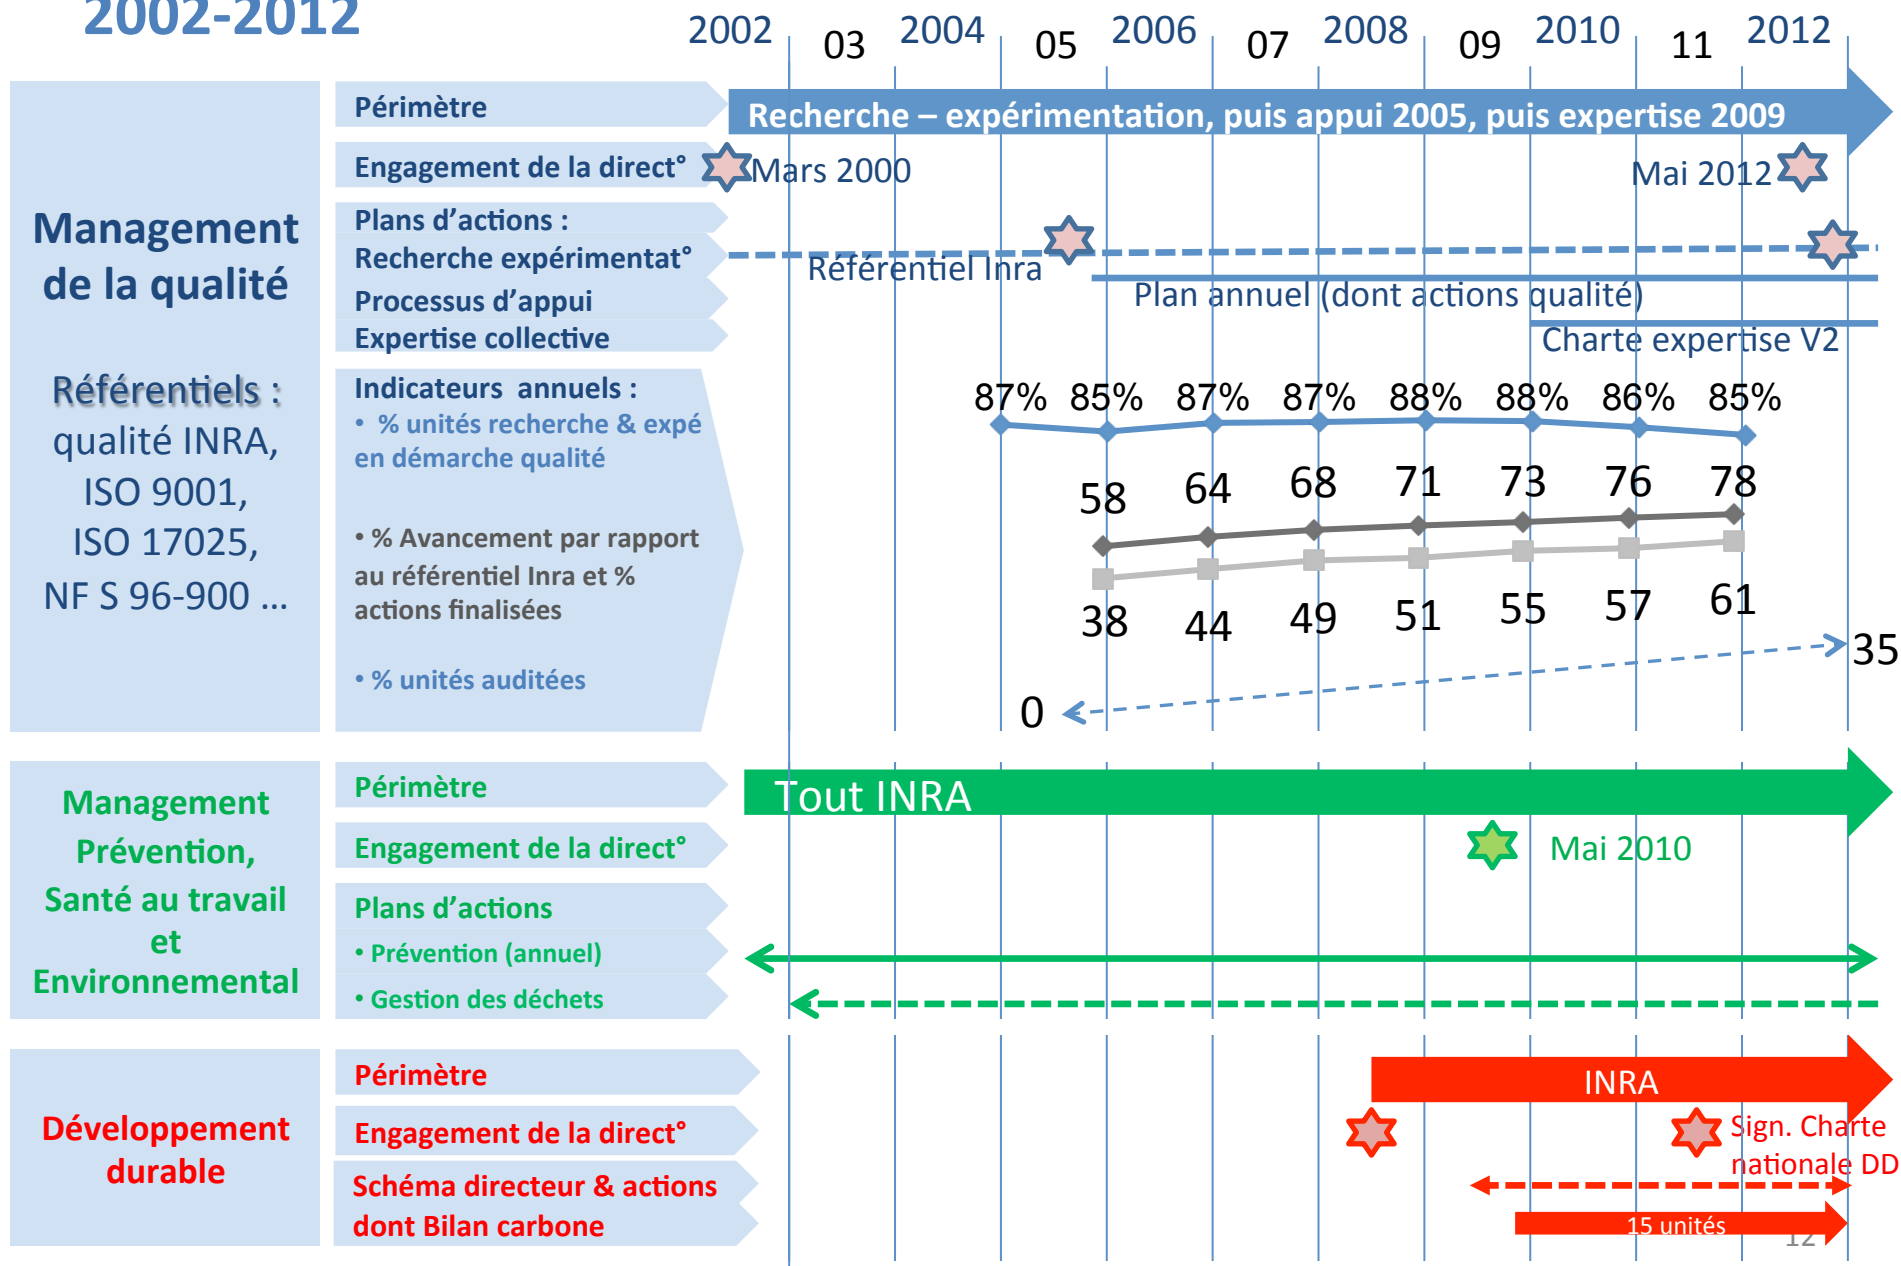 2002-2012
2002 03 2004 05 2006 07 2008 09 2010 11 2012
Management
de la qualité
Référentiels :
qualité INRA,
ISO 9001,
ISO 17025,
NF S 96-900 ...
Périmètre
Recherche – expérimentation, puis appui 2005, puis expertise 2009
Engagement de la direct°
Mars 2000
Mai 2012
Plans d’actions :
Recherche expérimentat°
Référentiel Inra
Processus d’appui
Plan annuel (dont actions qualité)
Expertise collective
Charte expertise V2
Indicateurs annuels :
• % unités recherche & expé
en démarche qualité
87% 85% 87% 87% 88% 88% 86% 85%
• % Avancement par rapport
au référentiel Inra et %
actions finalisées
58 64 68 71 73 76 78
38 44 49 51 55 57 61
• % unités auditées
0
35
Management
Prévention,
Santé au travail
et
Environnemental
Périmètre
Tout INRA
Engagement de la direct°
Mai 2010
Plans d’actions
• Prévention (annuel)
• Gestion des déchets
Développement
durable
Périmètre
INRA
Engagement de la direct°
Sign. Charte
nationale DD
Schéma directeur & actions
dont Bilan carbone
15 unités
12